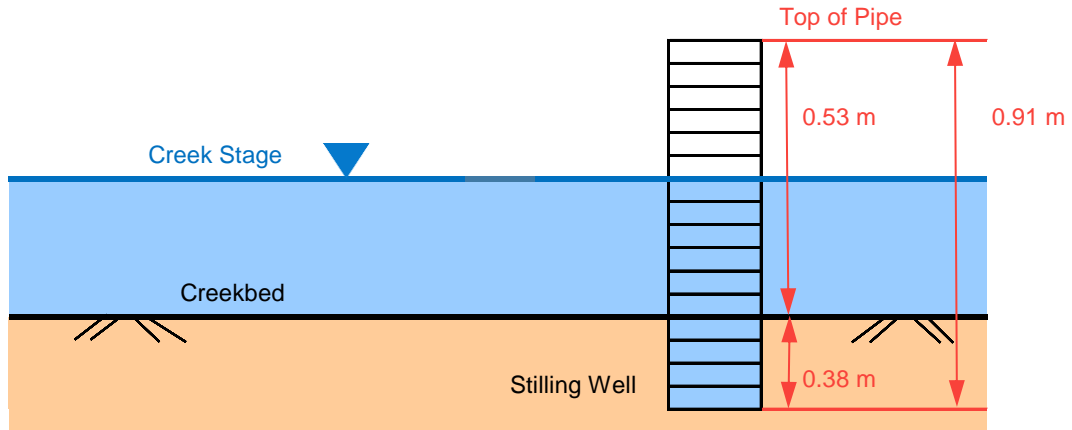 Top of Pipe
0.53 m
0.91 m
Creek Stage
Creekbed
0.38 m
Stilling Well